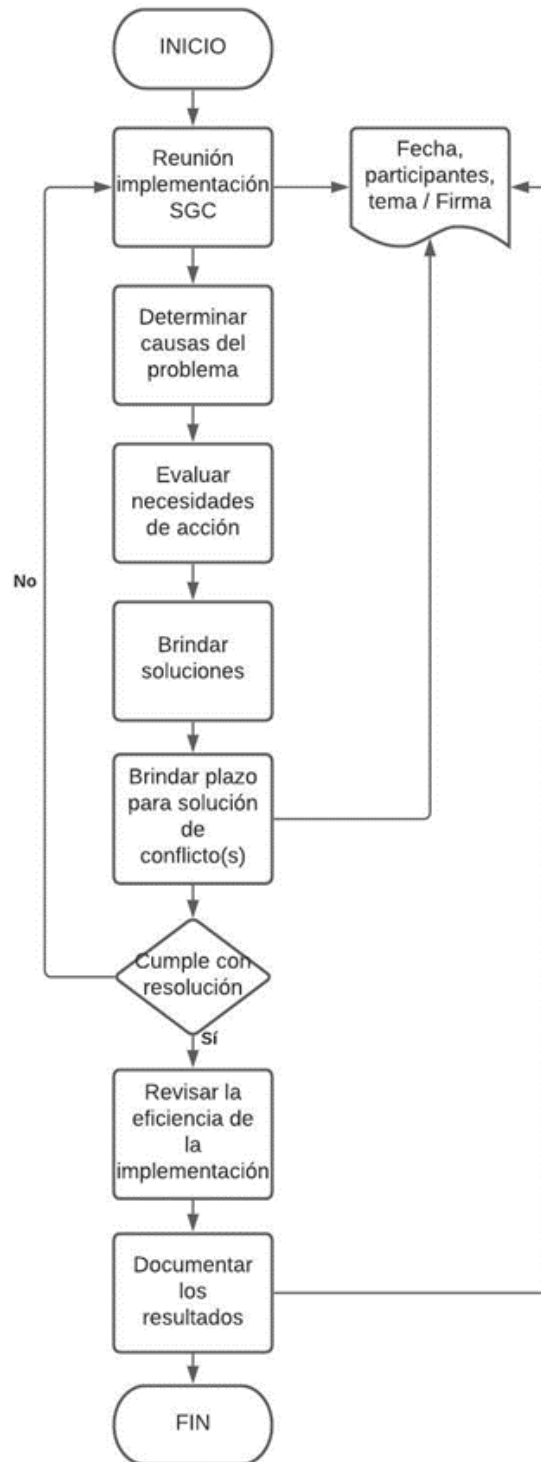 INICIO
Reunión
implementación
SGC
Fecha,
participantes,
tema / Firma
Determinar
causas del
problema
Evaluar
necesidades
de acción
No
Brindar
soluciones
Brindar plazo
para solución
de
conflicto(s)
Cumple con
resolución
Sí
Revisar la
eficiencia de
la
implementación
Documentar
los
resultados
FIN